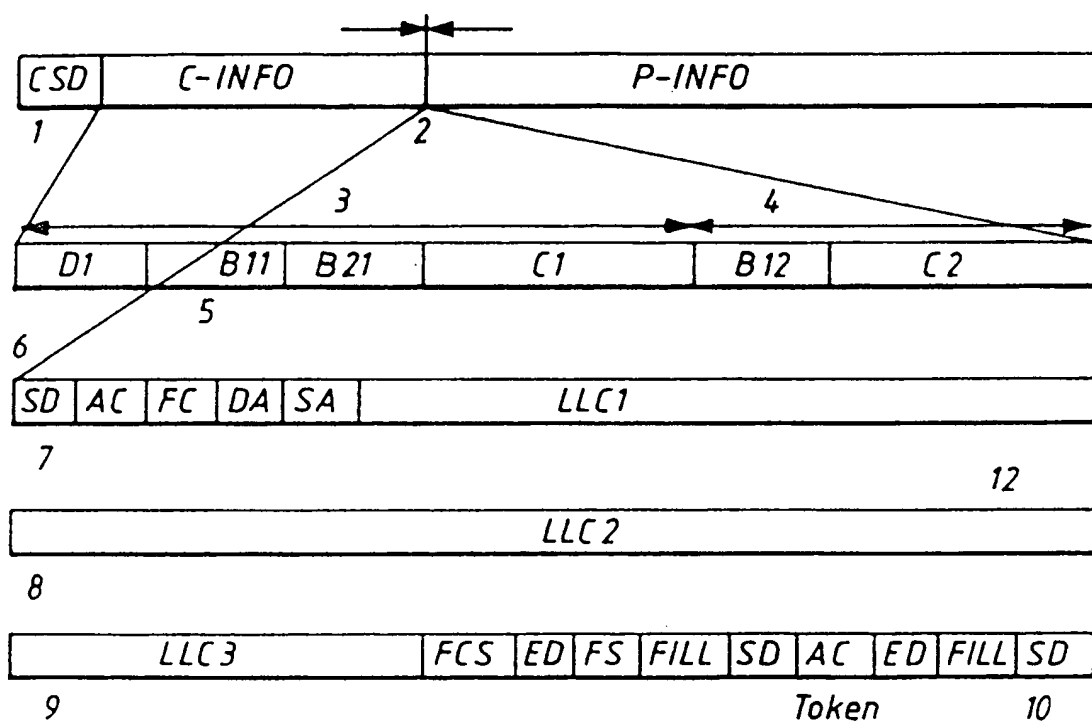 CSD C-INFO P-INFO
1 2
3 4
D1 B11 B21 C1 B12 C2
5
6
SD AC FC DA SA LLC1
7
12
LLC2
8
LLC3 FCS ED FS FILL SD AC ED FILL SD
9 Token 10